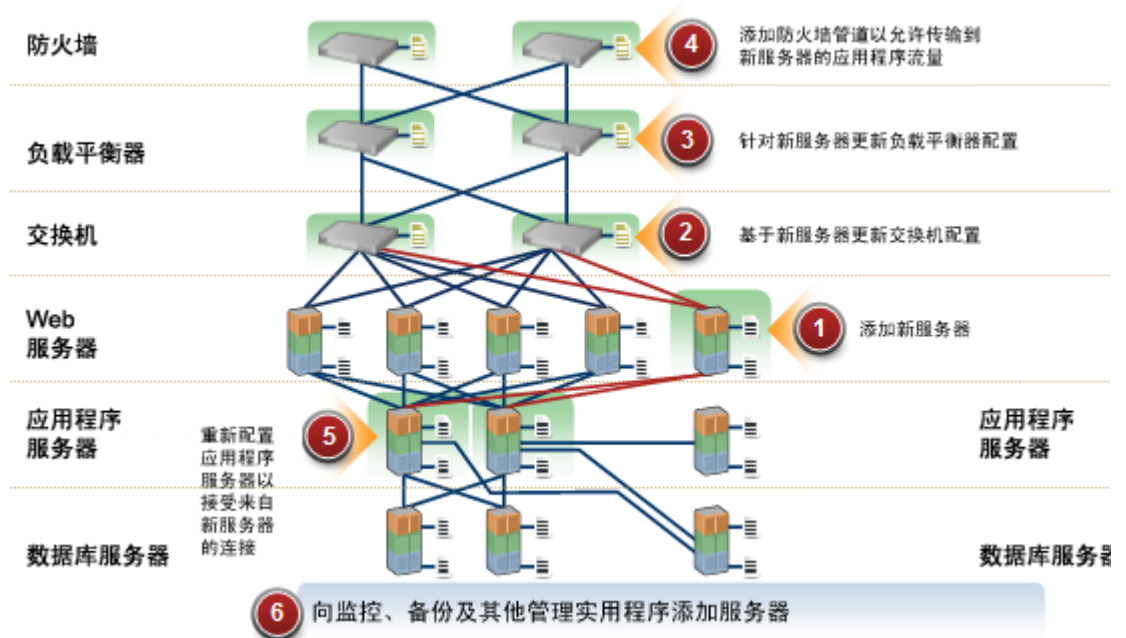 防火墙
4
添加防火墙管道以允许传输到
新服务器的应用程序流量
负载平衡器
3
针对新服务器更新负载平衡器配置
交换机
2
基于新服务器更新交换机配置
Web
服务器
1
添加新服务器
应用程序
服务器
5
重新配置
应用程序
服务器以
接受来自
新服务器
的连接
应用程序
服务器
数据库服务器
数据库服务器
6
向监控、备份及其他管理实用程序添加服务器